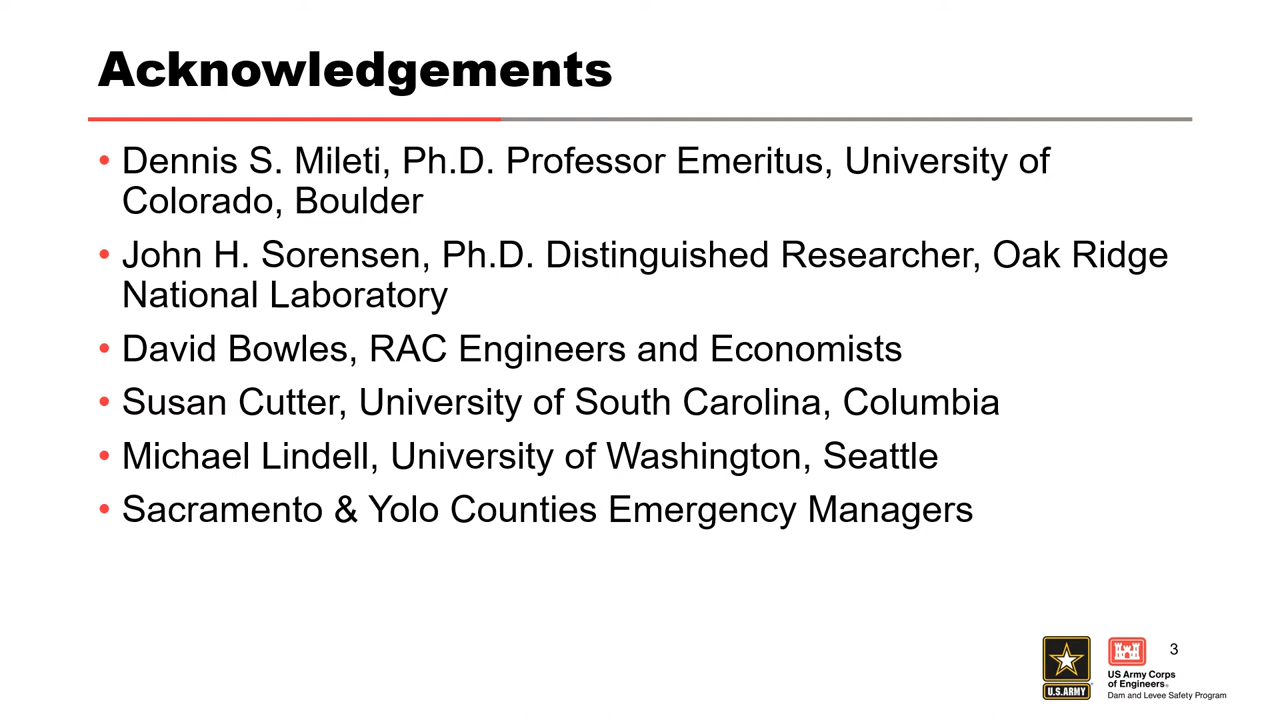 Acknowledgements
• Dennis S. Mileti, Ph.D. Professor Emeritus, University of
Colorado, Boulder
• John H. Sorensen, Ph.D. Distinguished Researcher, Oak Ridge
National Laboratory
• David Bowles, RAC Engineers and Economists
• Susan Cutter, University of South Carolina, Columbia
• Michael Lindell, University of Washington, Seattle
• Sacramento & Yolo Counties Emergency Managers
3
U.S.ARMY
US Army Corps
of Engineers®
Dam and Levee Safety Program